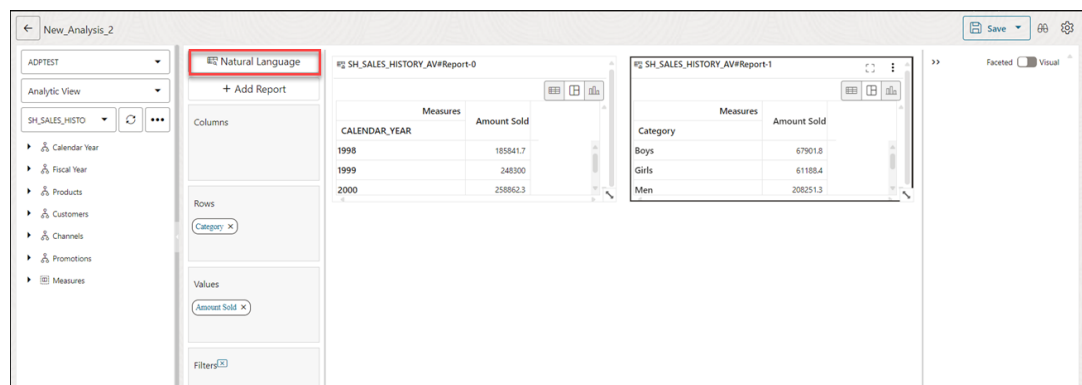 New_Analysis_2
Save
ADPTEST
Analytic View
SH_SALES_HISTO
Calendar Year
Fiscal Year
Products
Customers
Channels
Promotions
Measures
Natural Language
+ Add Report
Columns
Rows
Category ×
Values
Amount Sold ×
Filters
SH_SALES_HISTORY_AV#Report-0
Measures
Amount Sold
CALENDAR_YEAR
1998 185841.7
1999 248300
2000 258862.3
SH_SALES_HISTORY_AV#Report-1
Measures
Amount Sold
Category
Boys 67901.8
Girls 61188.4
Men 208251.3
Faceted Visual